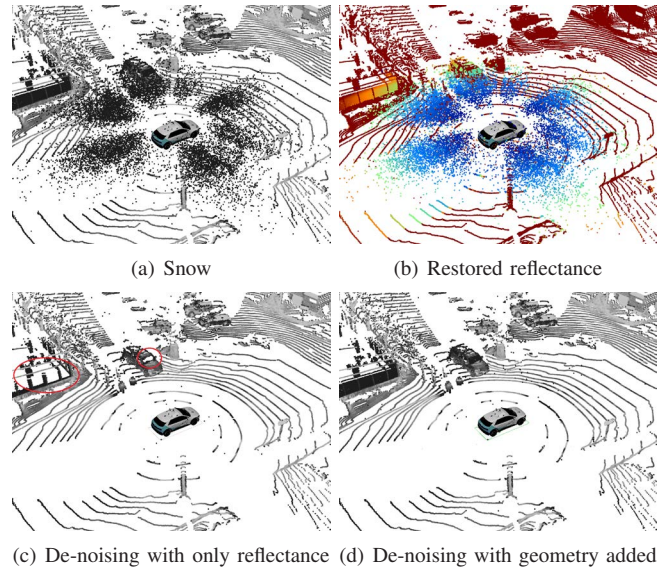 (a) Snow
(b) Restored reflectance
(c) De-noising with only reflectance
(d) De-noising with geometry added